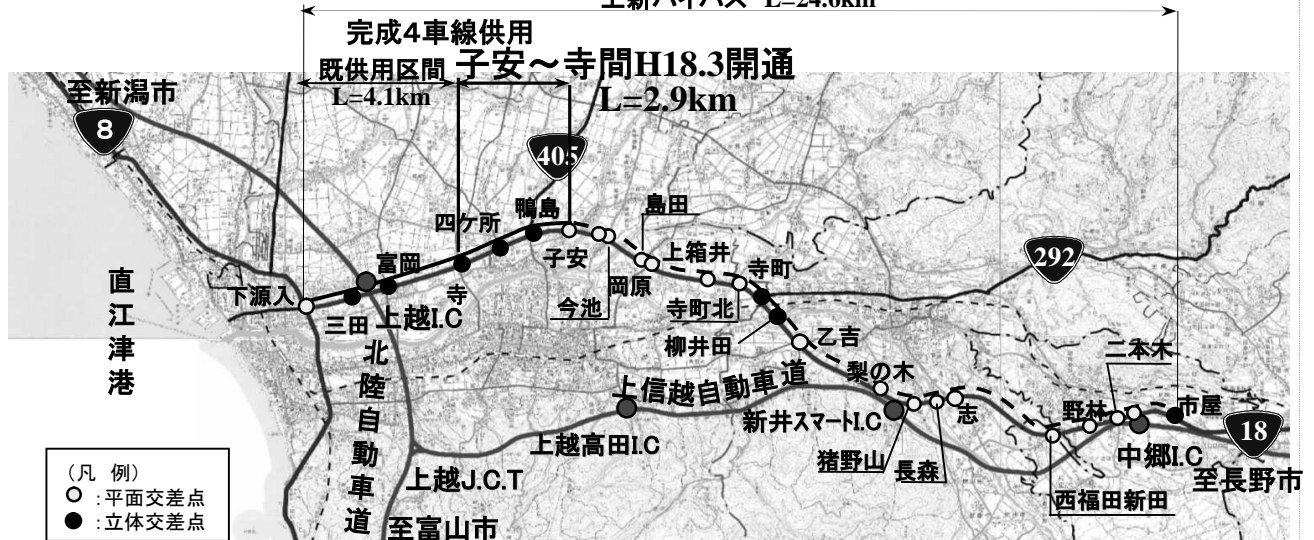 上新バイパス L=24.6km
完成4車線供用
既供用区間
L=4.1km
子安～寺間H18.3開通
L=2.9km
至新潟市
8
405
292
18
直江津港
下源入
三田
富岡
上越I.C
寺
四ケ所
鴨島
子安
今池
島田
岡原
上箱井
寺町北
寺町
柳井田
乙吉
梨の木
新井スマートI.C
猪野山
長森
志
西福田新田
野林
二本木
中郷I.C
市屋
至長野市
北陸自動車道
上信越自動車道
上越高田I.C
上越J.C.T
至富山市
(凡 例)
○ :平面交差点
● :立体交差点